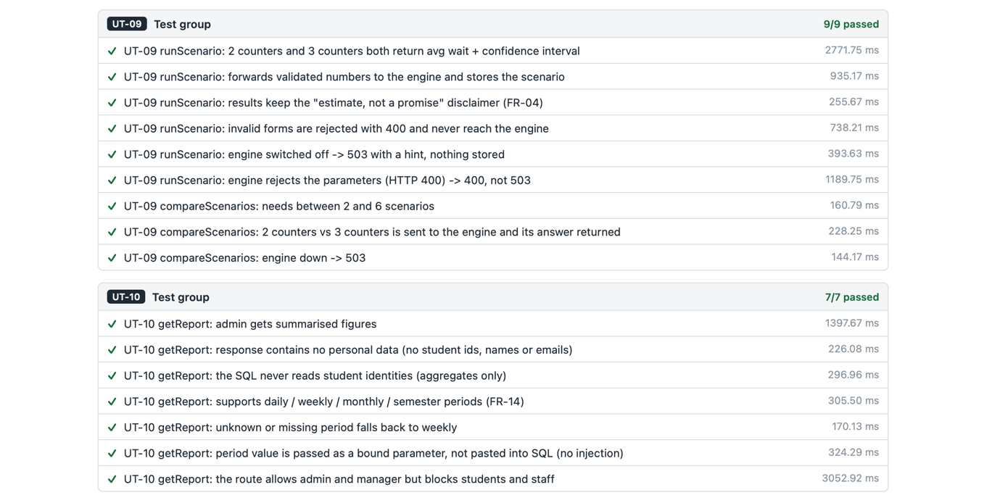 UT-09 Test group 9/9 passed
UT-09 runScenario: 2 counters and 3 counters both return avg wait + confidence interval 2771.75 ms
UT-09 runScenario: forwards validated numbers to the engine and stores the scenario 935.17 ms
UT-09 runScenario: results keep the "estimate, not a promise" disclaimer (FR-04) 255.67 ms
UT-09 runScenario: invalid forms are rejected with 400 and never reach the engine 738.21 ms
UT-09 runScenario: engine switched off -> 503 with a hint, nothing stored 393.63 ms
UT-09 runScenario: engine rejects the parameters (HTTP 400) -> 400, not 503 1189.75 ms
UT-09 compareScenarios: needs between 2 and 6 scenarios 160.79 ms
UT-09 compareScenarios: 2 counters vs 3 counters is sent to the engine and its answer returned 228.25 ms
UT-09 compareScenarios: engine down -> 503 144.17 ms
UT-10 Test group 7/7 passed
UT-10 getReport: admin gets summarised figures 1397.67 ms
UT-10 getReport: response contains no personal data (no student ids, names or emails) 226.08 ms
UT-10 getReport: the SQL never reads student identities (aggregates only) 296.96 ms
UT-10 getReport: supports daily / weekly / monthly / semester periods (FR-14) 305.50 ms
UT-10 getReport: unknown or missing period falls back to weekly 170.13 ms
UT-10 getReport: period value is passed as a bound parameter, not pasted into SQL (no injection) 324.29 ms
UT-10 getReport: the route allows admin and manager but blocks students and staff 3052.92 ms